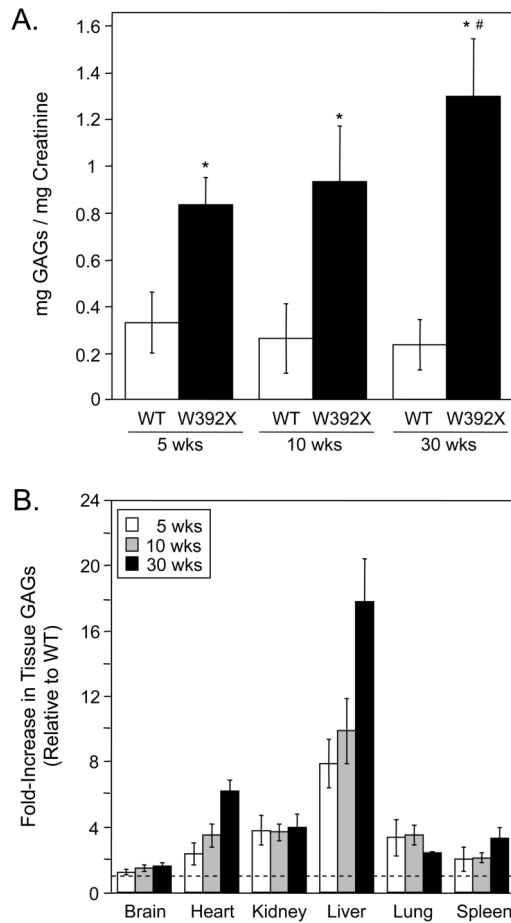 A.
mg GAGs / mg Creatinine
1.6
1.4
1.2
1
0.8
0.6
0.4
0.2
0
*
*
* #
WT W392X WT W392X WT W392X
5 wks 10 wks 30 wks
B.
Fold-Increase in Tissue GAGs
(Relative to WT)
24
20
16
12
8
4
0
5 wks
10 wks
30 wks
Brain Heart Kidney Liver Lung Spleen